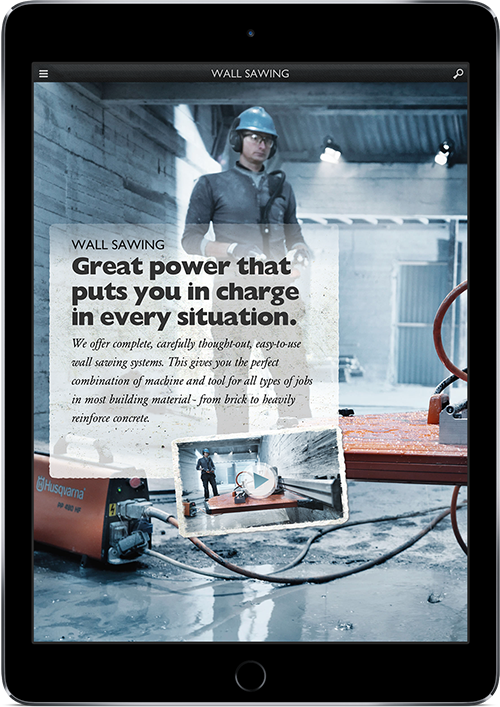 WALL SAWING
WALL SAWING
Great power that
puts you in charge
in every situation.
We offer complete, carefully thought-out, easy-to-use
wall sawing systems. This gives you the perfect
combination of machine and tool for all types of jobs
in most building material - from brick to heavily
reinforce concrete.
Husqvarna